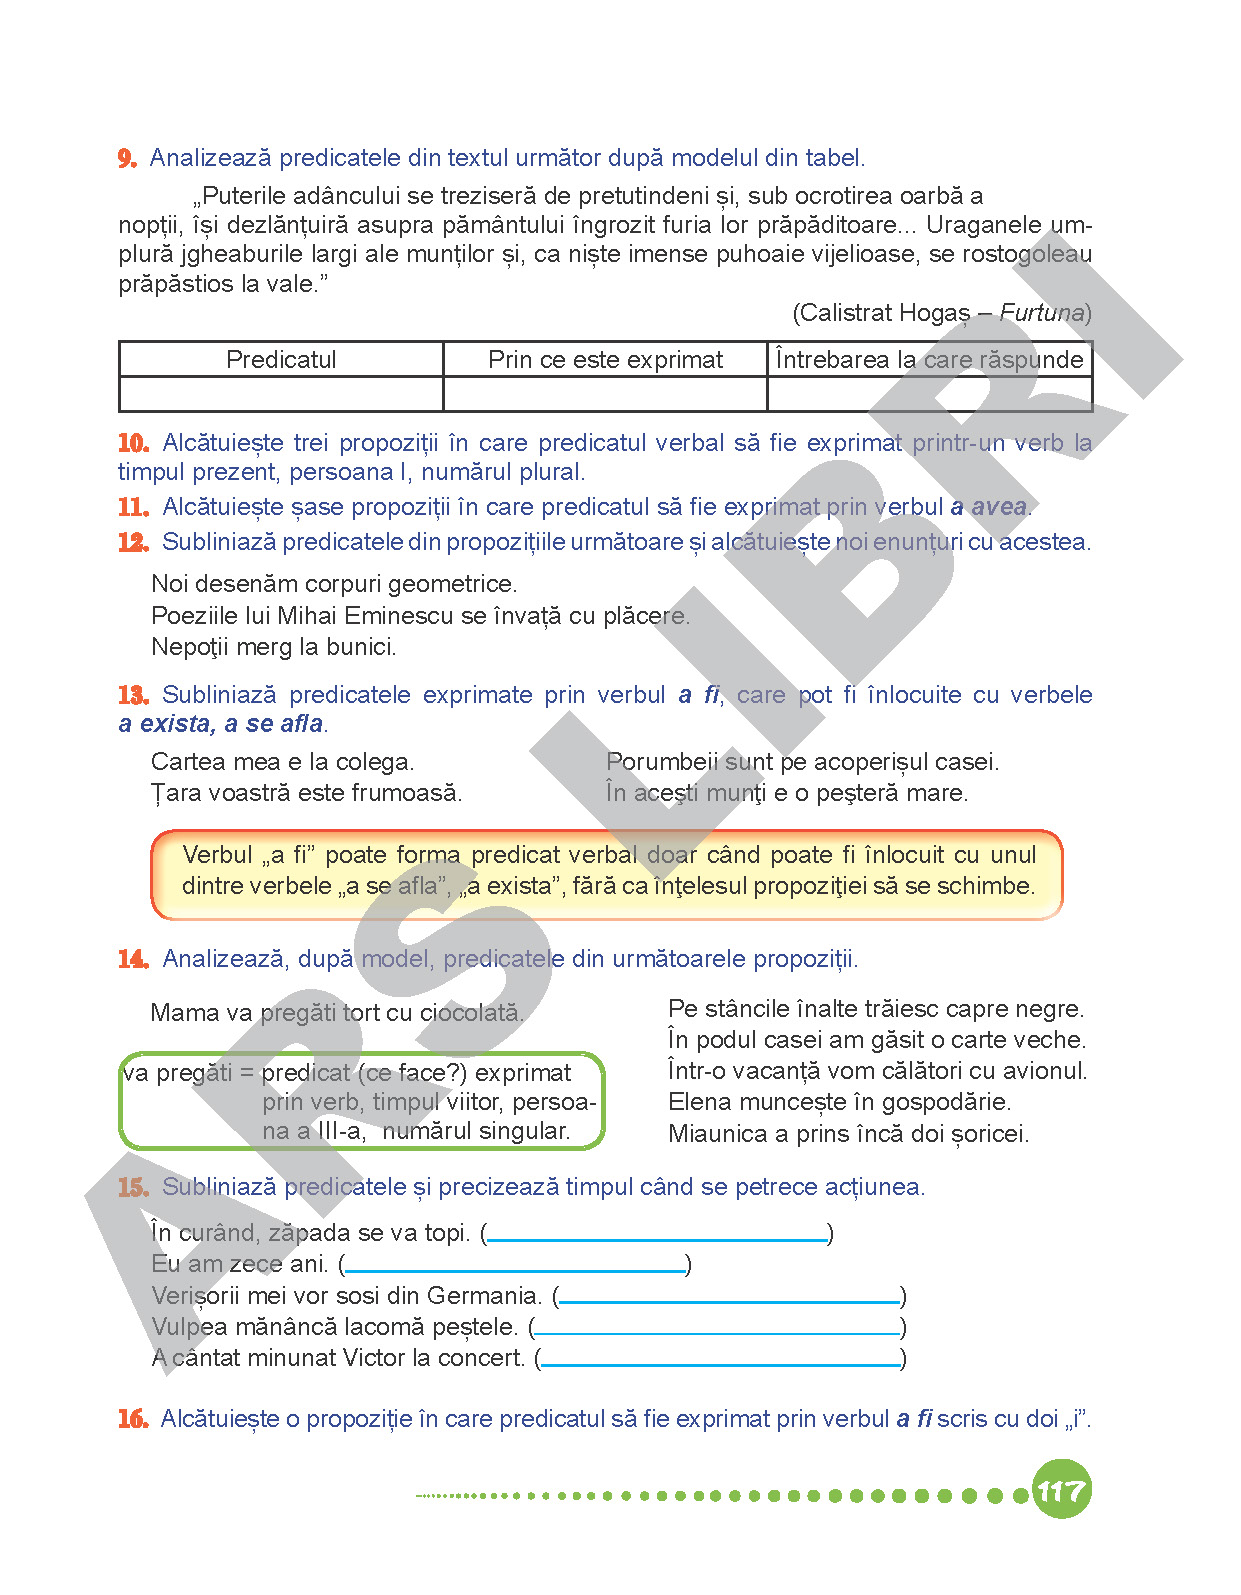 9. Analizează predicatele din textul următor după modelul din tabel.
„Puterile adâncului se treziseră de pretutindeni și, sub ocrotirea oarbă a
nopții, își dezlănțuiră asupra pământului îngrozit furia lor prăpăditoare... Uraganele um-
plură jgheaburile largi ale munților și, ca niște imense puhoaie vijelioase, se rostogoleau
prăpăstios la vale.”
(Calistrat Hogaș – Furtuna)
Predicatul Prin ce este exprimat Întrebarea la care răspunde
10. Alcătuiește trei propoziții în care predicatul verbal să fie exprimat printr-un verb la
timpul prezent, persoana I, numărul plural.
11. Alcătuiește șase propoziții în care predicatul să fie exprimat prin verbul a avea.
12. Subliniază predicatele din propozițiile următoare și alcătuiește noi enunțuri cu acestea.
Noi desenăm corpuri geometrice.
Poeziile lui Mihai Eminescu se învață cu plăcere.
Nepoţii merg la bunici.
13. Subliniază predicatele exprimate prin verbul a fi, care pot fi înlocuite cu verbele
a exista, a se afla.
Cartea mea e la colega.
Țara voastră este frumoasă.
Porumbeii sunt pe acoperișul casei.
În aceşti munţi e o peşteră mare.
Verbul „a fi” poate forma predicat verbal doar când poate fi înlocuit cu unul
dintre verbele „a se afla”, „a exista”, fără ca înţelesul propoziţiei să se schimbe.
14. Analizează, după model, predicatele din următoarele propoziții.
Mama va pregăti tort cu ciocolată.
va pregăti = predicat (ce face?) exprimat
prin verb, timpul viitor, persoa-
na a III-a, numărul singular.
Pe stâncile înalte trăiesc capre negre.
În podul casei am găsit o carte veche.
Într-o vacanță vom călători cu avionul.
Elena muncește în gospodărie.
Miaunica a prins încă doi șoricei.
15. Subliniază predicatele și precizează timpul când se petrece acțiunea.
În curând, zăpada se va topi. ( )
Eu am zece ani. ( )
Verișorii mei vor sosi din Germania. ( )
Vulpea mănâncă lacomă peștele. ( )
A cântat minunat Victor la concert. ( )
16. Alcătuiește o propoziție în care predicatul să fie exprimat prin verbul a fi scris cu doi „i”.
117
ARS LIBRI